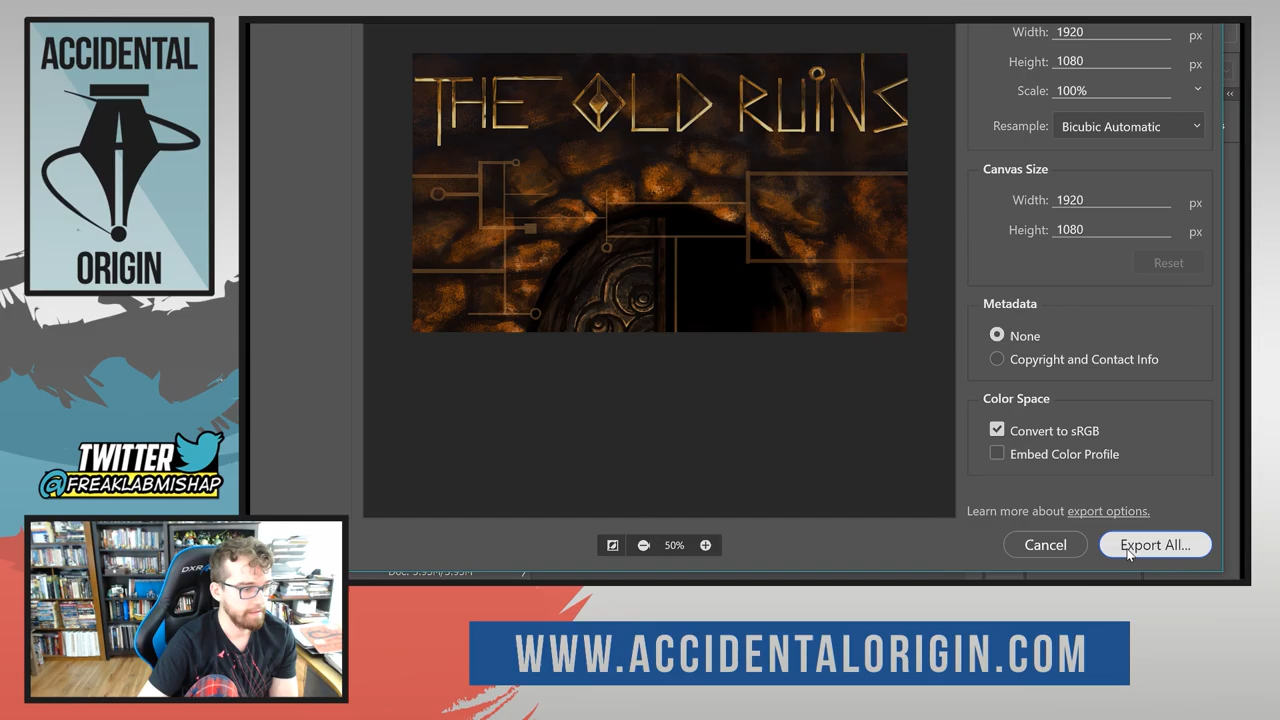 ACCIDENTAL
ORIGIN
THE OLD RUINS
Width: 1920 px
Height: 1080 px
Scale: 100%
Resample: Bicubic Automatic
Canvas Size
Width: 1920 px
Height: 1080 px
Reset
Metadata
None
Copyright and Contact Info
Color Space
Convert to sRGB
Embed Color Profile
Learn more about export options.
50%
Cancel
Export All...
TWITTER
@FREAKLABMISHAP
DXR
WWW.ACCIDENTALORIGIN.COM